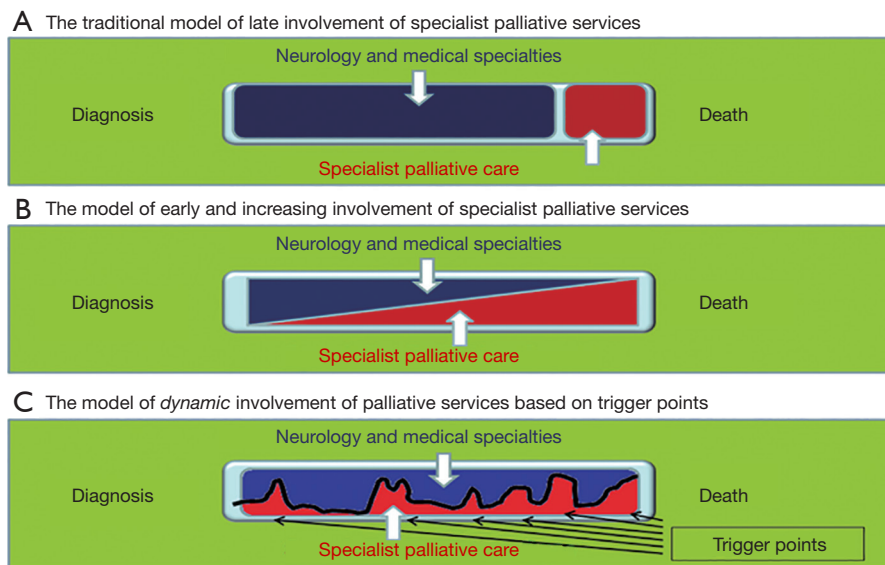 A The traditional model of late involvement of specialist palliative services
Neurology and medical specialties
Diagnosis
Death
Specialist palliative care
B The model of early and increasing involvement of specialist palliative services
Neurology and medical specialties
Diagnosis
Death
Specialist palliative care
C The model of dynamic involvement of palliative services based on trigger points
Neurology and medical specialties
Diagnosis
Death
Specialist palliative care
Trigger points